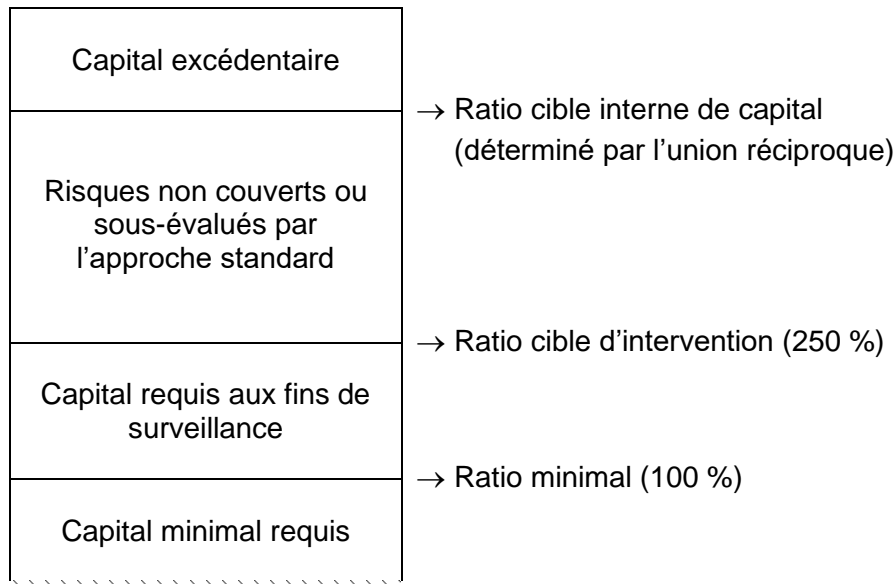 Capital excédentaire
→ Ratio cible interne de capital
(déterminé par l’union réciproque)
Risques non couverts ou
sous-évalués par
l’approche standard
→ Ratio cible d’intervention (250 %)
Capital requis aux fins de
surveillance
→ Ratio minimal (100 %)
Capital minimal requis